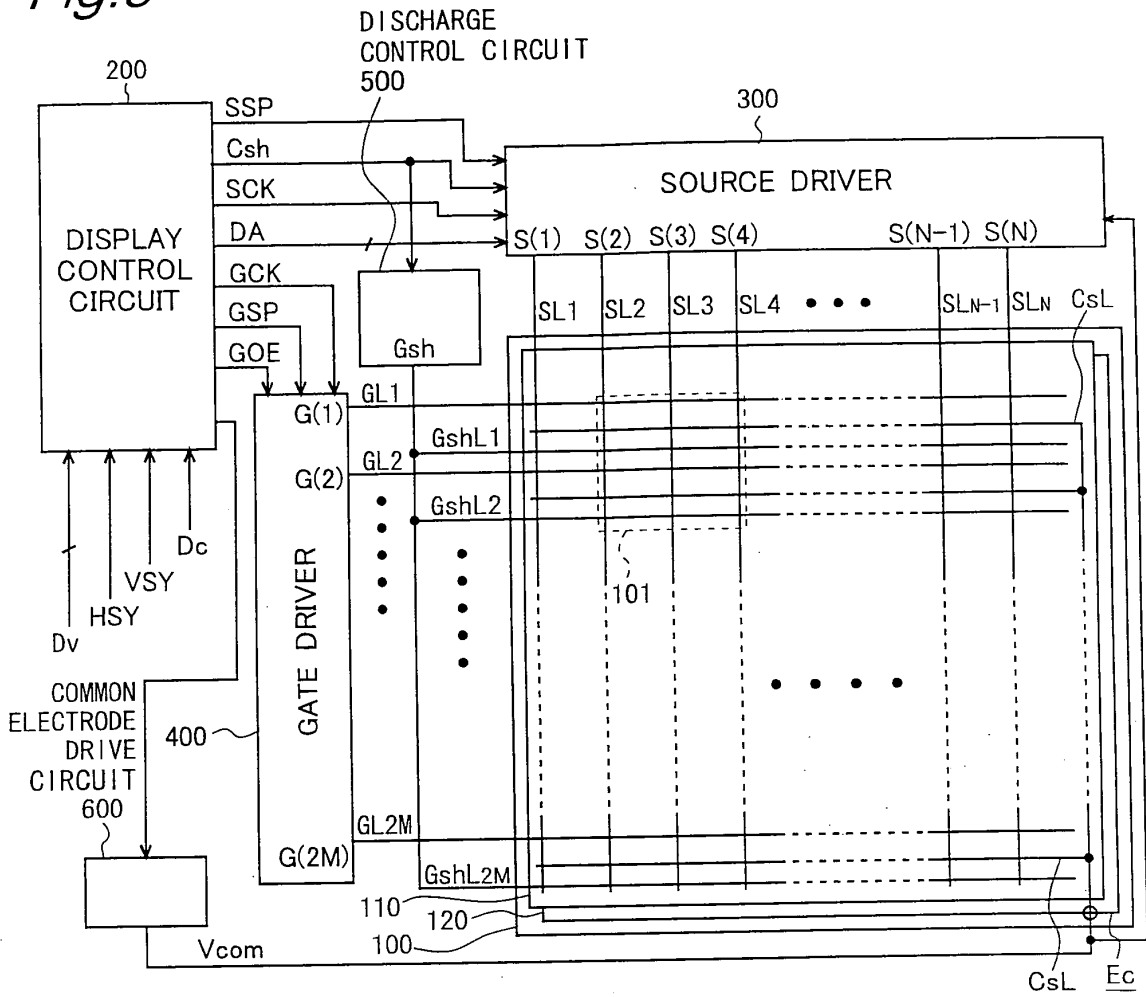 DISCHARGE
CONTROL CIRCUIT
500
200
300
SSP
Csh
SCK
DA
GCK
GSP
GOE
DISPLAY
CONTROL
CIRCUIT
SOURCE DRIVER
S(1) S(2) S(3) S(4) S(N-1) S(N)
SL1 SL2 SL3 SL4 SLN-1 SLN CsL
Gsh
G(1) GL1
GshL1
G(2) GL2
GshL2
101
Dv HSY VSY Dc
GATE DRIVER
400
COMMON
ELECTRODE
DRIVE
CIRCUIT
600
GL2M
G(2M)
GshL2M
110
120
100
Vcom
CsL Ec